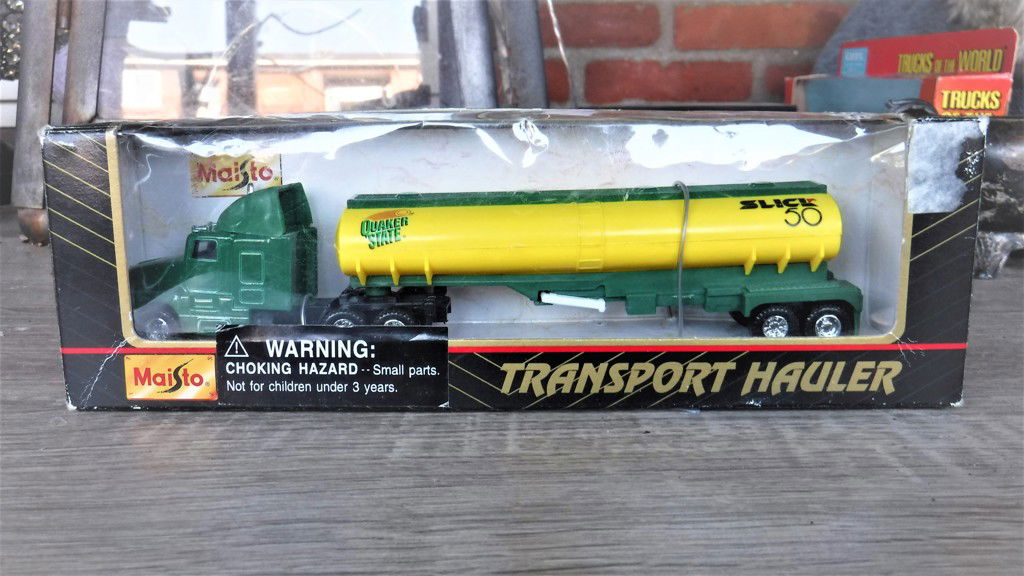 TRUCKS OF THE WORLD
TRUCKS
Maisto
QUAKER
STATE
SLICK
50
WARNING:
CHOKING HAZARD -- Small parts.
Not for children under 3 years.
Maisto
TRANSPORT HAULER